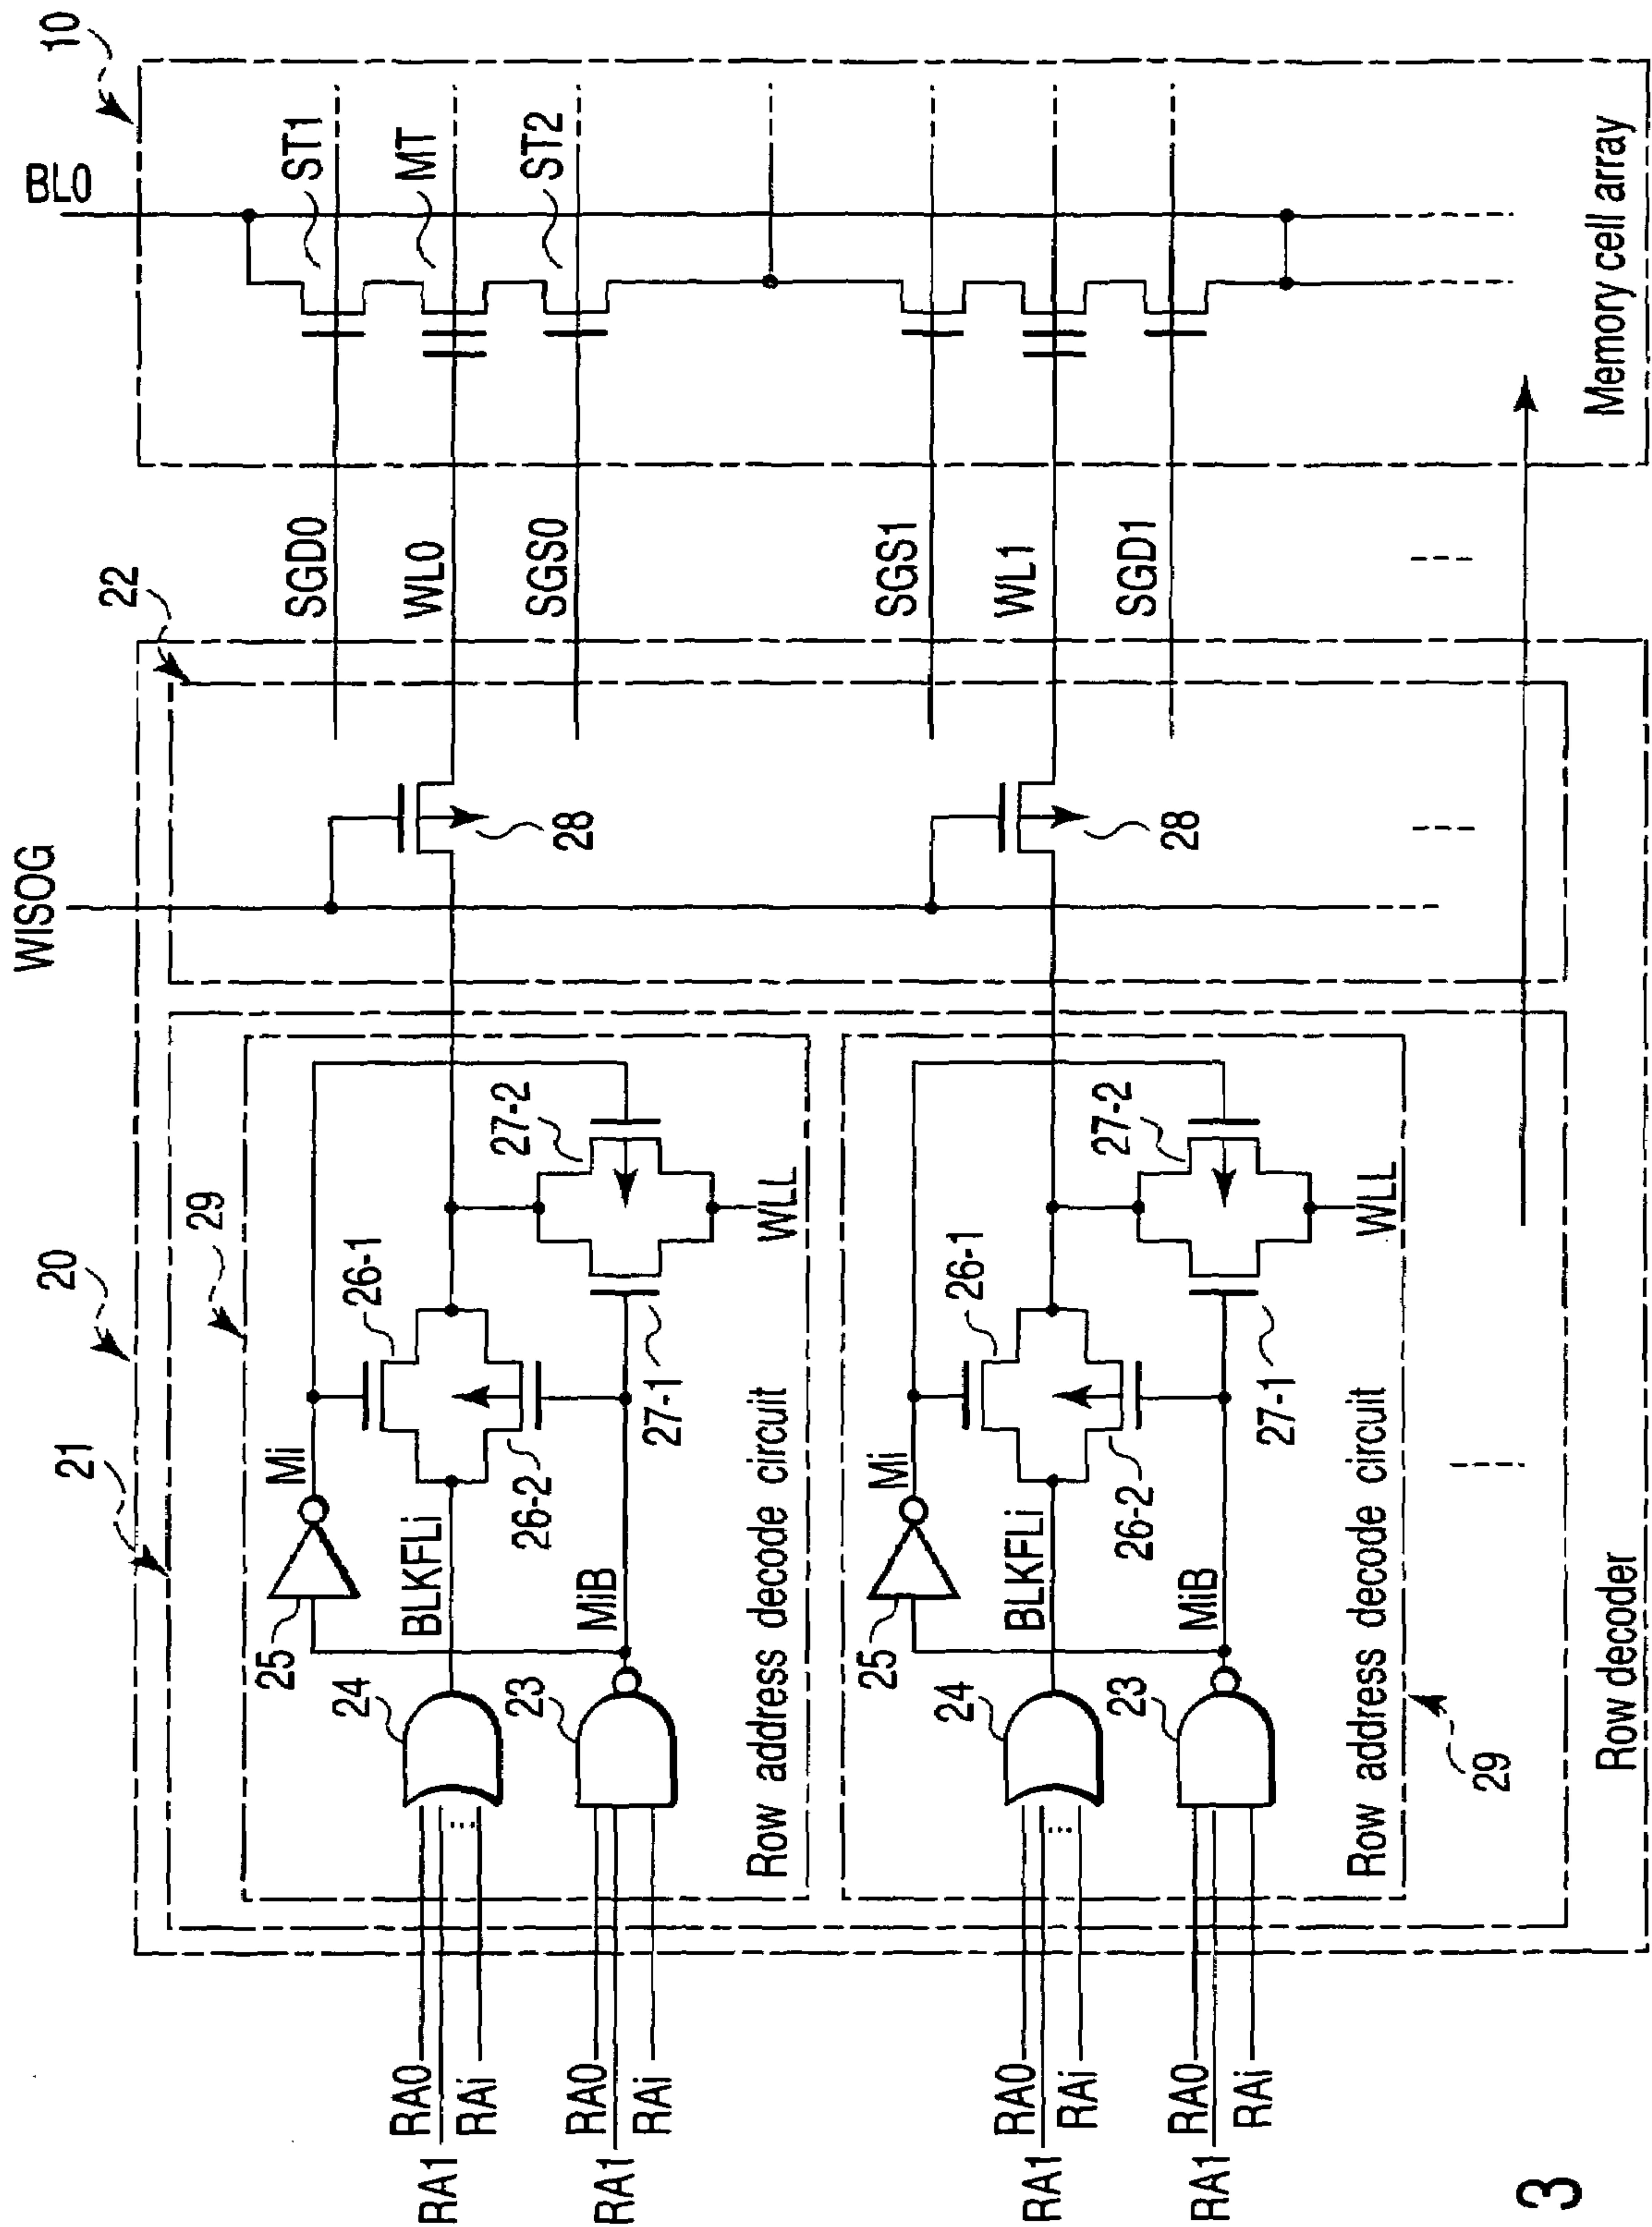 WISOG
BL0
10
20
21
22
29
25
Mi
26-1
27-2
SGD0
ST1
RA0
RA1
RAi
24
BLKFLi
WL0
MT
26-2
SGS0
ST2
28
RA0
RA1
RAi
23
MiB
27-1
WLL
Row address decode circuit
25
Mi
26-1
27-2
SGS1
RA0
RA1
RAi
24
BLKFLi
WL1
26-2
SGD1
28
RA0
RA1
RAi
23
MiB
27-1
WLL
Row address decode circuit
29
Row decoder
Memory cell array
3